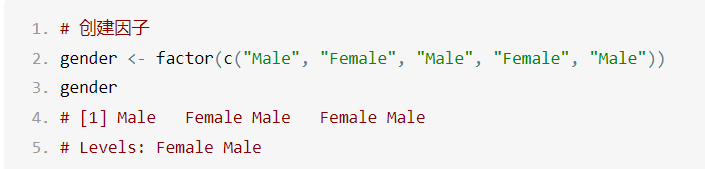 1. # 创建因子
2. gender <- factor(c("Male", "Female", "Male", "Female", "Male"))
3. gender
4. # [1] Male   Female Male   Female Male
5. # Levels: Female Male